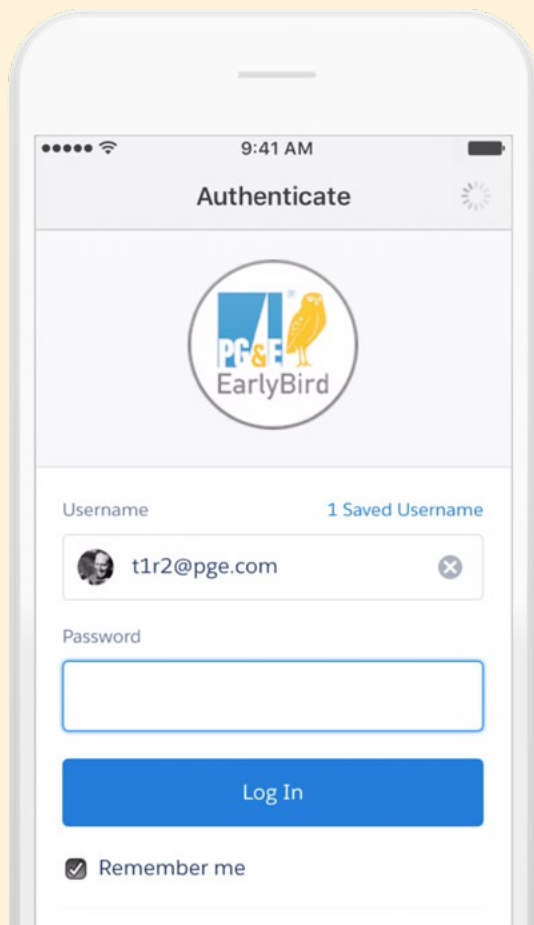 9:41 AM
Authenticate
PG&E
EarlyBird
Username
1 Saved Username
t1r2@pge.com
Password
Log In
Remember me